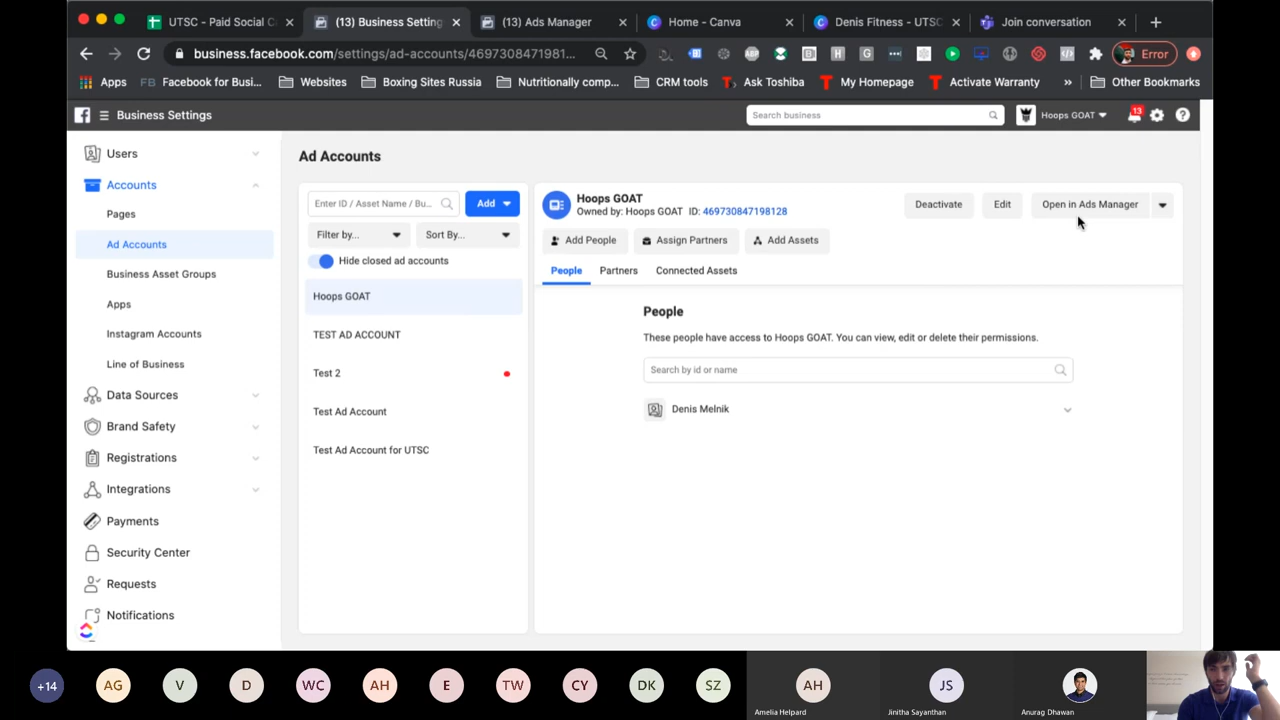 UTSC - Paid Social C
(13) Business Setting
(13) Ads Manager
Home - Canva
Denis Fitness - UTSC
Join conversation
business.facebook.com/settings/ad-accounts/4697308471981...
Error
Apps
FB Facebook for Busi...
Websites
Boxing Sites Russia
Nutritionally comp...
CRM tools
Ask Toshiba
My Homepage
Activate Warranty
»
Other Bookmarks
Business Settings
Search business
Hoops GOAT
13
Users
Accounts
Pages
Ad Accounts
Business Asset Groups
Apps
Instagram Accounts
Line of Business
Data Sources
Brand Safety
Registrations
Integrations
Payments
Security Center
Requests
Notifications
Ad Accounts
Enter ID / Asset Name / Bu...
Add
Filter by...
Sort By...
Hide closed ad accounts
Hoops GOAT
TEST AD ACCOUNT
Test 2
Test Ad Account
Test Ad Account for UTSC
Hoops GOAT
Owned by: Hoops GOAT ID: 469730847198128
Deactivate
Edit
Open in Ads Manager
Add People
Assign Partners
Add Assets
People
Partners
Connected Assets
People
These people have access to Hoops GOAT. You can view, edit or delete their permissions.
Search by id or name
Denis Melnik
+14
AG
V
D
WC
AH
E
TW
CY
DK
SZ
AH
Amelia Helpard
JS
Jinitha Sayanthan
Anurag Dhawan